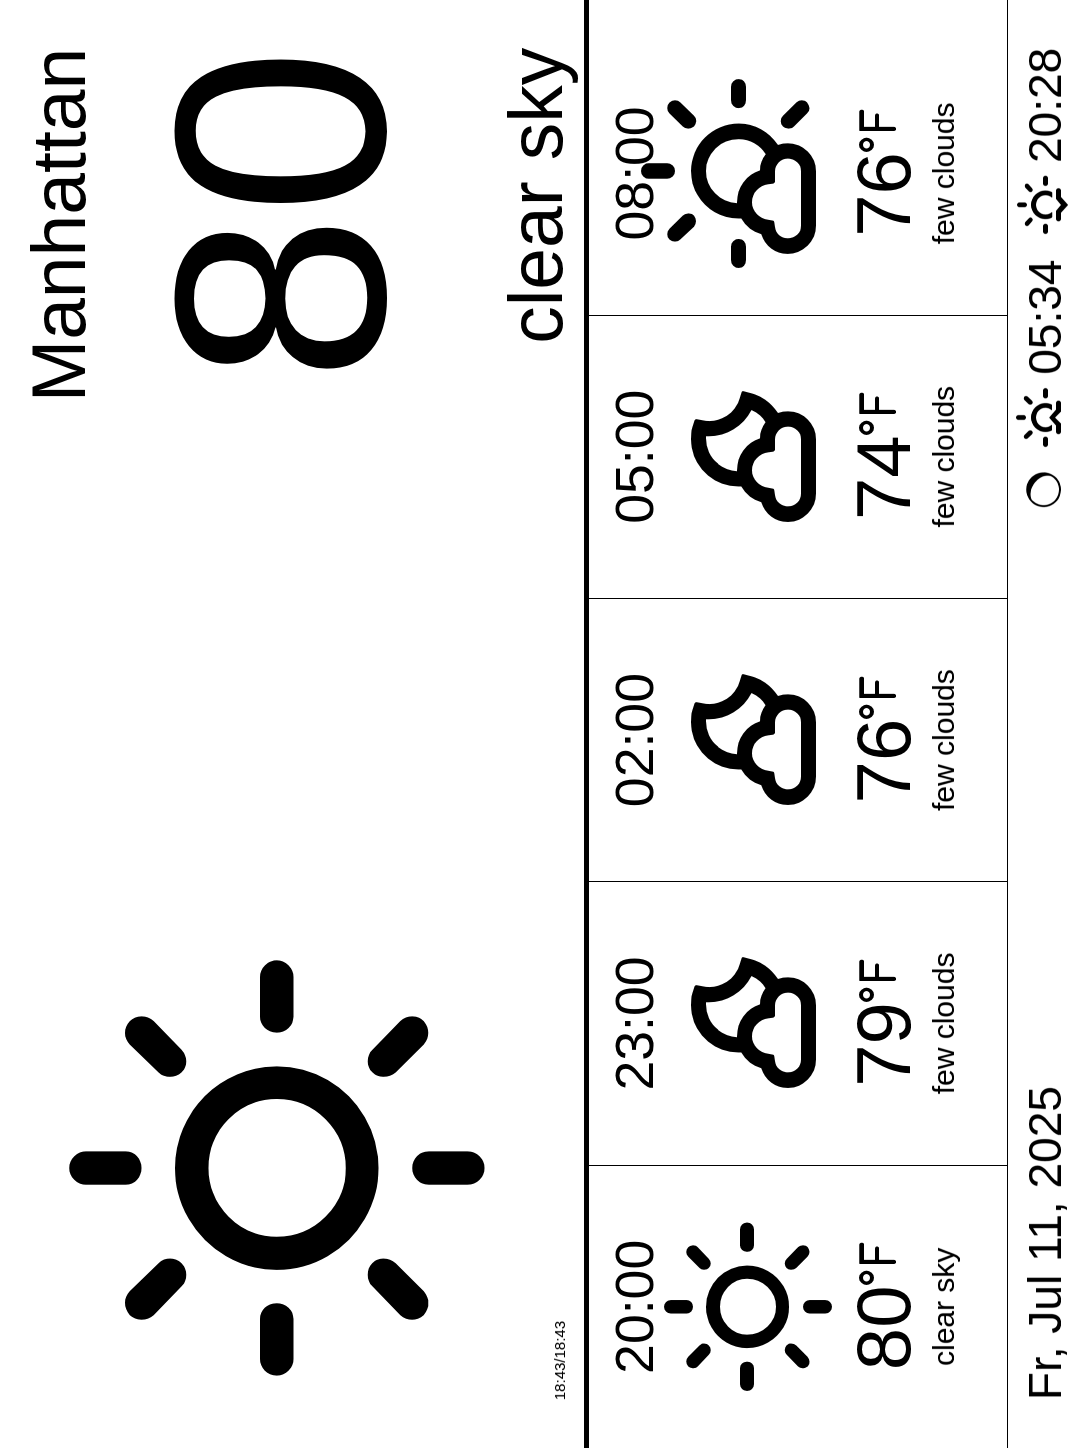 Manhattan
80
clear sky
18:43/18:43
20:00
80°F
clear sky
23:00
79°F
few clouds
02:00
76°F
few clouds
05:00
74°F
few clouds
08:00
76°F
few clouds
Fr, Jul 11, 2025
05:34 20:28